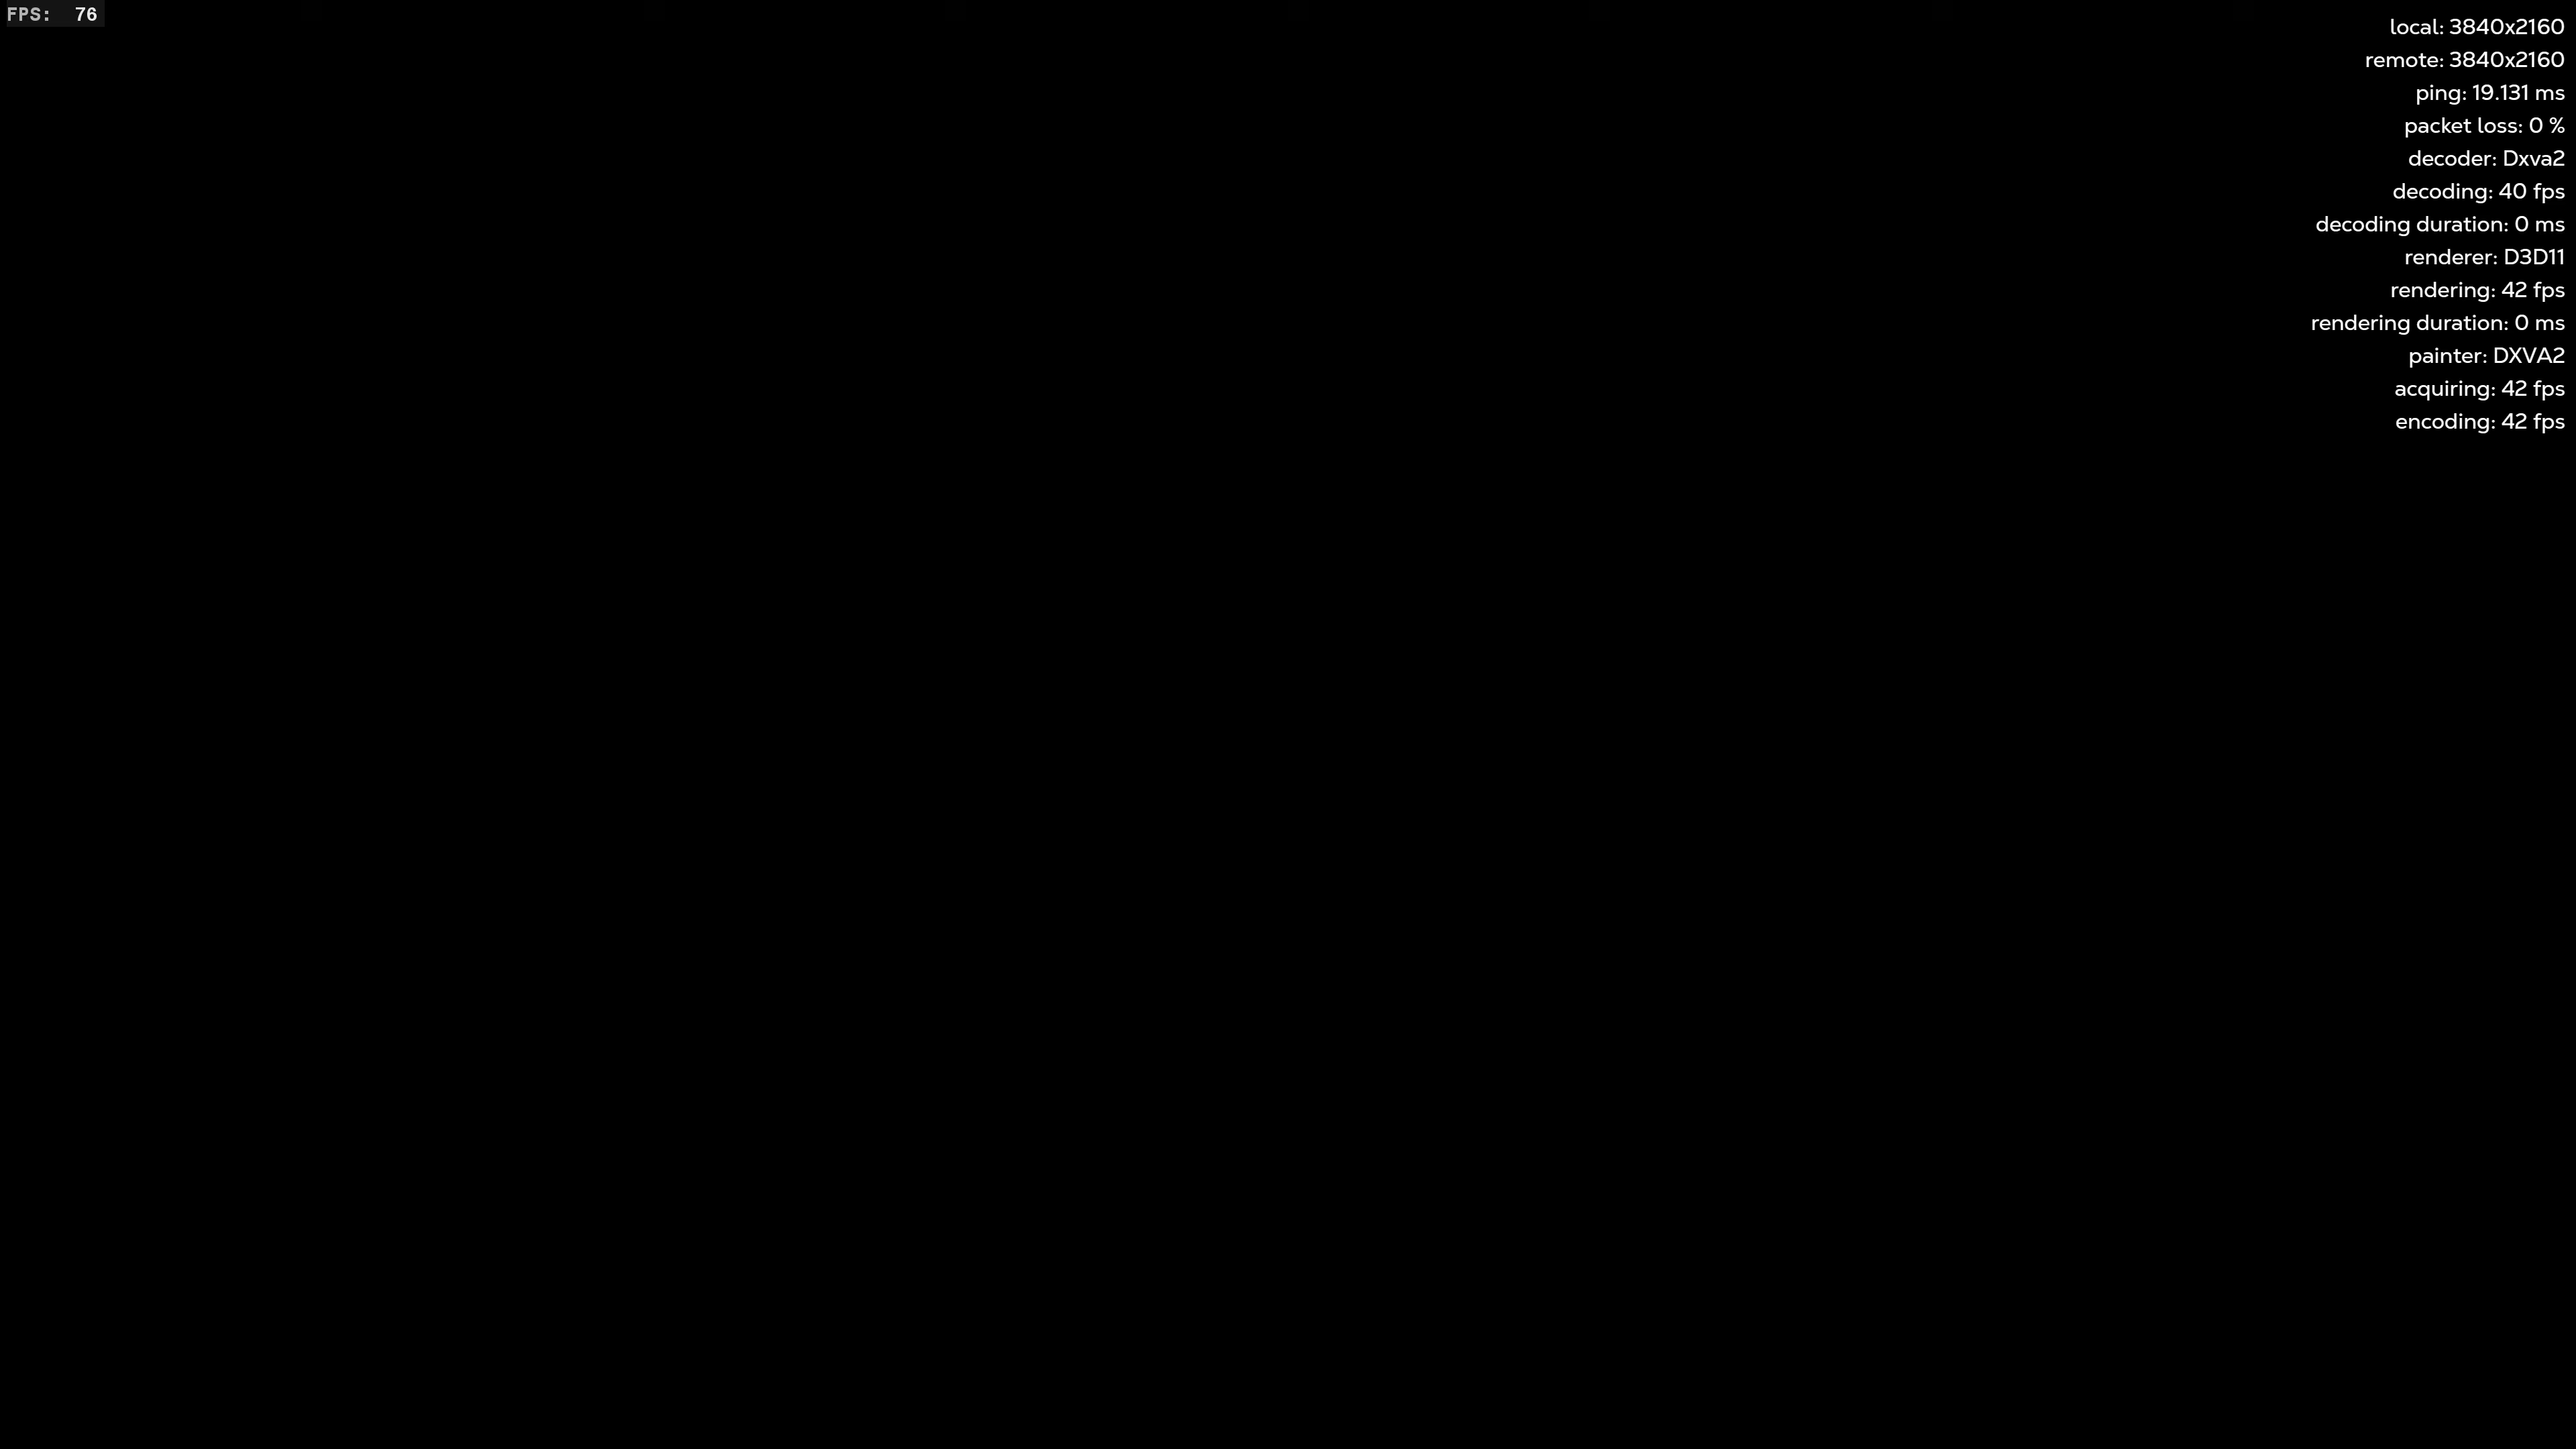 FPS: 76
local: 3840x2160
remote: 3840x2160
ping: 19.131 ms
packet loss: 0 %
decoder: Dxva2
decoding: 40 fps
decoding duration: 0 ms
renderer: D3D11
rendering: 42 fps
rendering duration: 0 ms
painter: DXVA2
acquiring: 42 fps
encoding: 42 fps